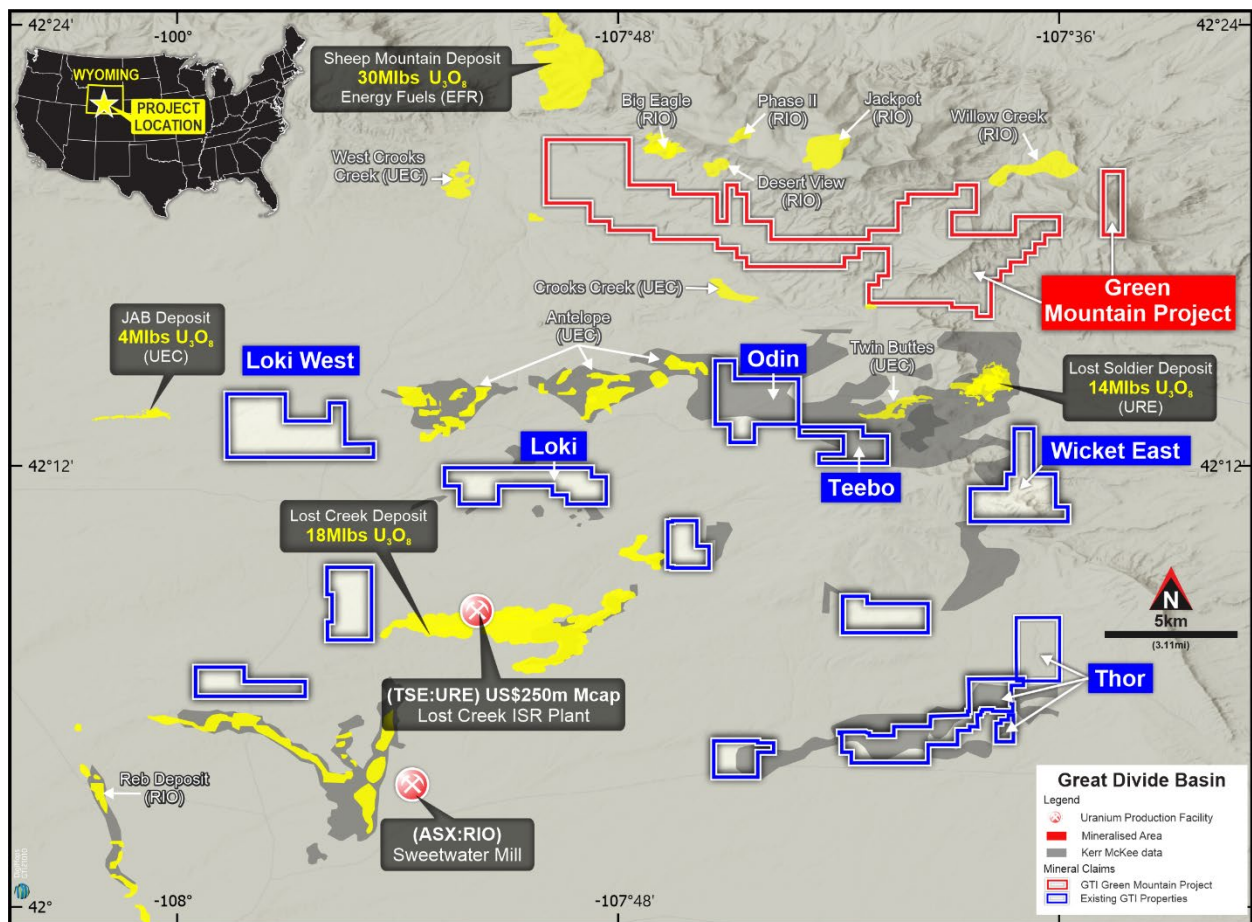 42°24'
-100°
-107°48'
-107°36'
42°24'
WYOMING
PROJECT
LOCATION
Sheep Mountain Deposit
30Mlbs U₃O₈
Energy Fuels (EFR)
Big Eagle
(RIO)
Phase II
(RIO)
Jackpot
(RIO)
Willow Creek
(RIO)
West Crooks
Creek (UEC)
Desert View
(RIO)
Crooks Creek (UEC)
Green
Mountain Project
JAB Deposit
4Mlbs U₃O₈
(UEC)
Loki West
Antelope
(UEC)
Odin
Twin Buttes
(UEC)
Lost Soldier Deposit
14Mlbs U₃O₈
(URE)
42°12'
Loki
Teebo
Wicket East
42°12'
Lost Creek Deposit
18Mlbs U₃O₈
N
5km
(3.11mi)
(TSE:URE) US$250m Mcap
Lost Creek ISR Plant
Thor
Reb Deposit
(RIO)
(ASX:RIO)
Sweetwater Mill
Great Divide Basin
Legend
Uranium Production Facility
Mineralised Area
Kerr McKee data
Mineral Claims
GTI Green Mountain Project
Existing GTI Properties
42°
-108°
-107°48'
-107°36'